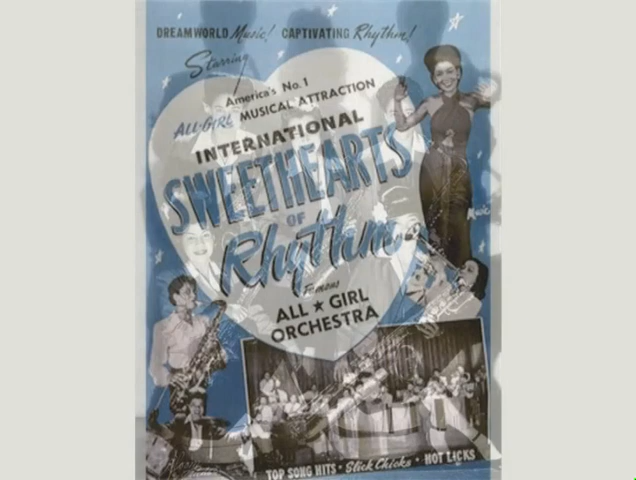 DREAMWORLD Music! CAPTIVATING Rhythm!
Starring
America's No. 1
ALL-GIRL MUSICAL ATTRACTION
INTERNATIONAL
SWEETHEARTS
OF
Rhythm
Music
Famous
ALL ★ GIRL
ORCHESTRA
TOP SONG HITS • Slick Chicks • HOT LICKS